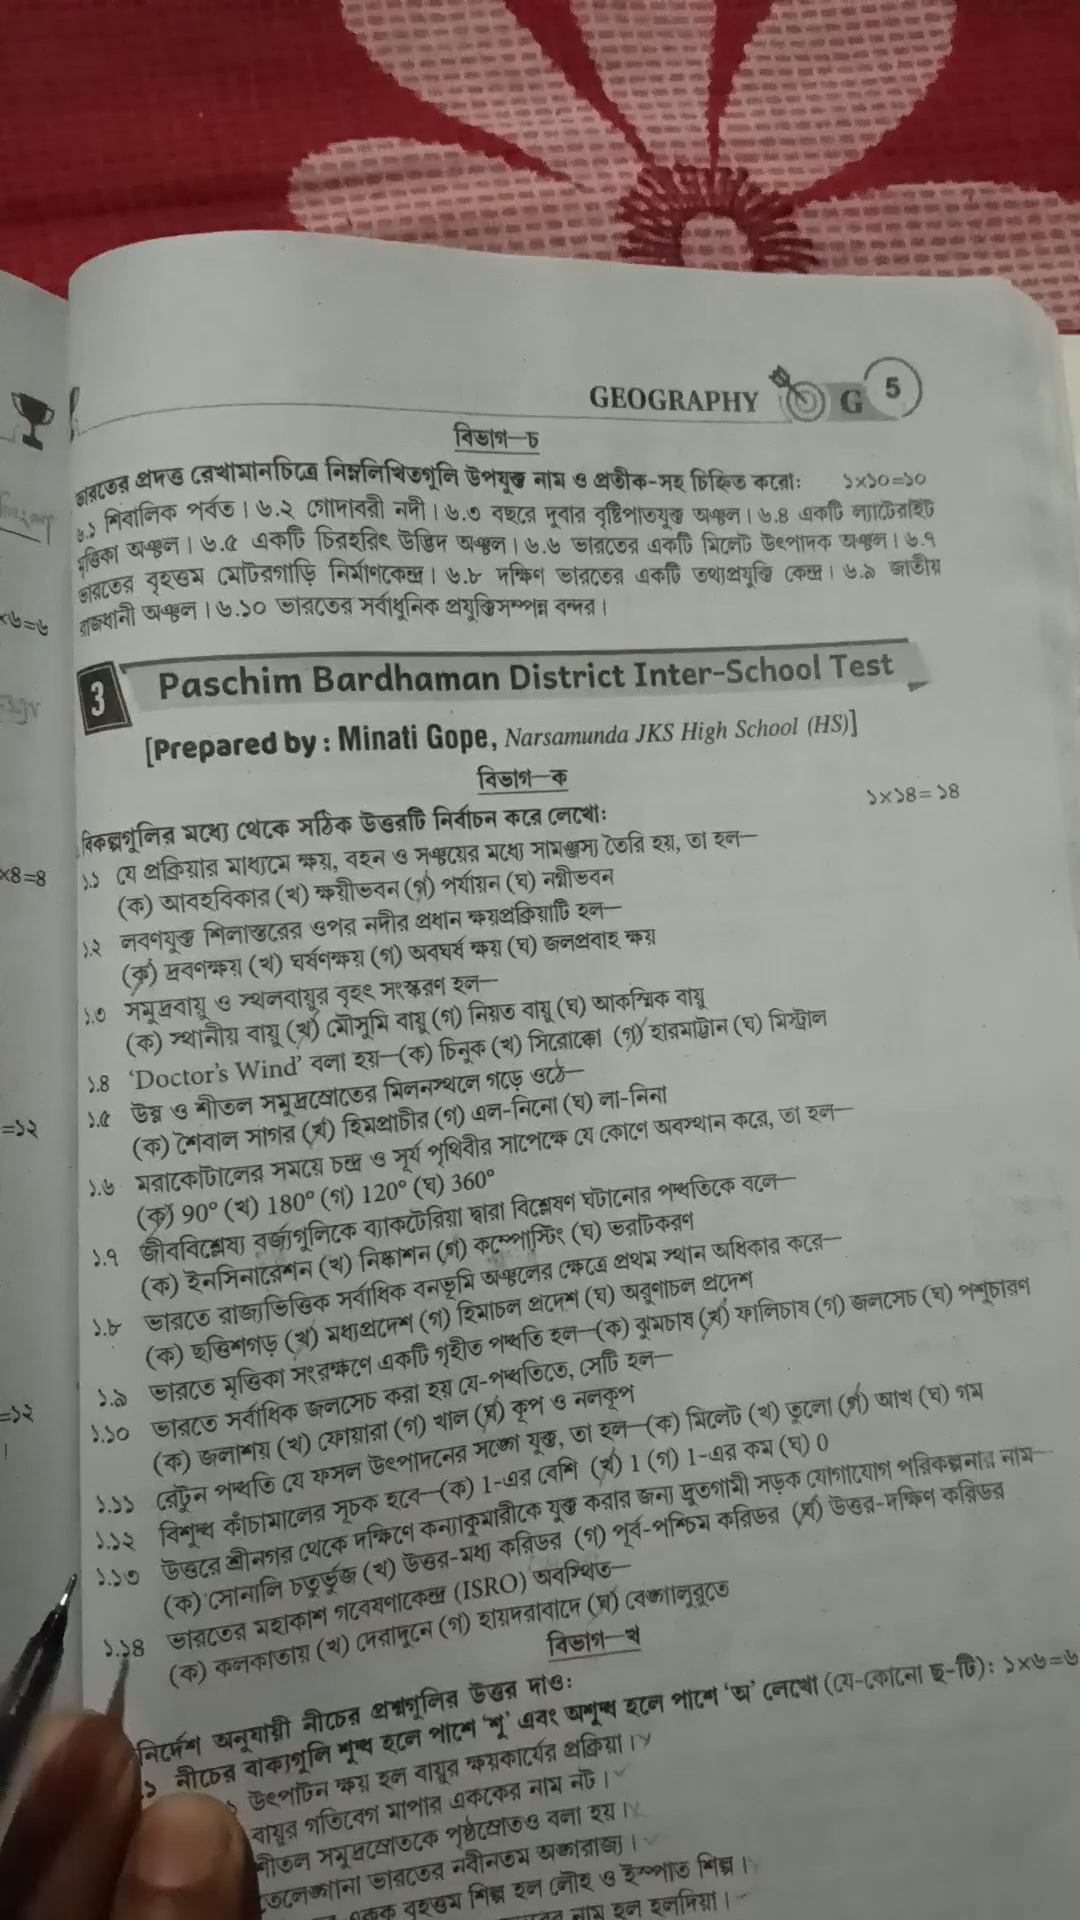 GEOGRAPHY G 5
বিভাগ—চ
ভারতের প্রদত্ত রেখামানচিত্রে নিম্নলিখিতগুলি উপযুক্ত নাম ও প্রতীক-সহ চিহ্নিত করো: ১×১০=১০
৬.১ শিবালিক পর্বত। ৬.২ গোদাবরী নদী। ৬.৩ বছরে দুবার বৃষ্টিপাতযুক্ত অঞ্চল। ৬.৪ একটি ল্যাটেরাইট
মৃত্তিকা অঞ্চল। ৬.৫ একটি চিরহরিৎ উদ্ভিদ অঞ্চল। ৬.৬ ভারতের একটি মিলেট উৎপাদক অঞ্চল। ৬.৭
ভারতের বৃহত্তম মোটরগাড়ি নির্মাণকেন্দ্র। ৬.৮ দক্ষিণ ভারতের একটি তথ্যপ্রযুক্তি কেন্দ্র। ৬.৯ জাতীয়
রাজধানী অঞ্চল। ৬.১০ ভারতের সর্বাধুনিক প্রযুক্তিসম্পন্ন বন্দর।
×৬=৬
3 Paschim Bardhaman District Inter-School Test
[Prepared by : Minati Gope, Narsamunda JKS High School (HS)]
বিভাগ—ক
বিকল্পগুলির মধ্যে থেকে সঠিক উত্তরটি নির্বাচন করে লেখো: ১×১৪=১৪
×8=8
১.১ যে প্রক্রিয়ার মাধ্যমে ক্ষয়, বহন ও সঞ্চয়ের মধ্যে সামঞ্জস্য তৈরি হয়, তা হল—
(ক) আবহবিকার (খ) ক্ষয়ীভবন (গ) পর্যায়ন (ঘ) নগ্নীভবন
১.২ লবণযুক্ত শিলাস্তরের ওপর নদীর প্রধান ক্ষয়প্রক্রিয়াটি হল—
(ক) দ্রবণক্ষয় (খ) ঘর্ষণক্ষয় (গ) অবঘর্ষ ক্ষয় (ঘ) জলপ্রবাহ ক্ষয়
১.৩ সমুদ্রবায়ু ও স্থলবায়ুর বৃহৎ সংস্করণ হল—
(ক) স্থানীয় বায়ু (খ) মৌসুমি বায়ু (গ) নিয়ত বায়ু (ঘ) আকস্মিক বায়ু
১.৪ ‘Doctor's Wind’ বলা হয়—(ক) চিনুক (খ) সিরোক্কো (গ) হারমাট্টান (ঘ) মিস্ট্রাল
১.৫ উষ্ণ ও শীতল সমুদ্রস্রোতের মিলনস্থলে গড়ে ওঠে—
=১২
(ক) শৈবাল সাগর (খ) হিমপ্রাচীর (গ) এল-নিনো (ঘ) লা-নিনা
১.৬ মরাকোটালের সময়ে চন্দ্র ও সূর্য পৃথিবীর সাপেক্ষে যে কোণে অবস্থান করে, তা হল—
(ক) 90° (খ) 180° (গ) 120° (ঘ) 360°
১.৭ জীববিশ্লেষ্য বর্জ্যগুলিকে ব্যাকটেরিয়া দ্বারা বিশ্লেষণ ঘটানোর পদ্ধতিকে বলে—
(ক) ইনসিনারেশন (খ) নিষ্কাশন (গ) কম্পোস্টিং (ঘ) ভরাটকরণ
১.৮ ভারতে রাজ্যভিত্তিক সর্বাধিক বনভূমি অঞ্চলের ক্ষেত্রে প্রথম স্থান অধিকার করে—
(ক) ছত্তিশগড় (খ) মধ্যপ্রদেশ (গ) হিমাচল প্রদেশ (ঘ) অরুণাচল প্রদেশ
১.৯ ভারতে মৃত্তিকা সংরক্ষণে একটি গৃহীত পদ্ধতি হল—(ক) ঝুমচাষ (খ) ফালিচাষ (গ) জলসেচ (ঘ) পশুচারণ
১.১০ ভারতে সর্বাধিক জলসেচ করা হয় যে-পদ্ধতিতে, সেটি হল—
=১২
(ক) জলাশয় (খ) ফোয়ারা (গ) খাল (ঘ) কূপ ও নলকূপ
১.১১ রেটুন পদ্ধতি যে ফসল উৎপাদনের সঙ্গে যুক্ত, তা হল—(ক) মিলেট (খ) তুলো (গ) আখ (ঘ) গম
১.১২ বিশুদ্ধ কাঁচামালের সূচক হবে—(ক) 1-এর বেশি (খ) 1 (গ) 1-এর কম (ঘ) 0
১.১৩ উত্তরে শ্রীনগর থেকে দক্ষিণে কন্যাকুমারীকে যুক্ত করার জন্য দ্রুতগামী সড়ক যোগাযোগ পরিকল্পনার নাম—
(ক) সোনালি চতুর্ভুজ (খ) উত্তর-মধ্য করিডর (গ) পূর্ব-পশ্চিম করিডর (ঘ) উত্তর-দক্ষিণ করিডর
১.১৪ ভারতের মহাকাশ গবেষণাকেন্দ্র (ISRO) অবস্থিত—
(ক) কলকাতায় (খ) দেরাদুনে (গ) হায়দরাবাদে (ঘ) বেঙ্গালুরুতে
বিভাগ—খ
নির্দেশ অনুযায়ী নীচের প্রশ্নগুলির উত্তর দাও:
১ নীচের বাক্যগুলি শুদ্ধ হলে পাশে ‘শু’ এবং অশুদ্ধ হলে পাশে ‘অ’ লেখো (যে-কোনো ছ-টি): ১×৬=৬
উৎপাটন ক্ষয় হল বায়ুর ক্ষয়কার্যের প্রক্রিয়া।
বায়ুর গতিবেগ মাপার এককের নাম নট।
শীতল সমুদ্রস্রোতকে পৃষ্ঠস্রোতও বলা হয়।
তেলেঙ্গানা ভারতের নবীনতম অঙ্গরাজ্য।
একক বৃহত্তম শিল্প হল লৌহ ও ইস্পাত শিল্প।
নাম হল হলদিয়া।